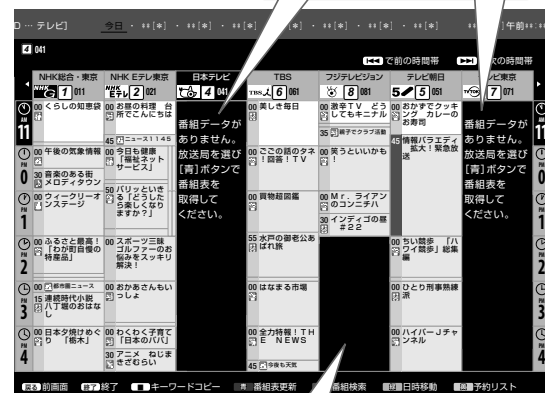 D … テレビ] 今日 ・ **[*] ・ **[*] ・ **[*] ・ **[*] ・ **[*] ・ **[*] 午前**:**
4 041
で前の時間帯 次の時間帯
NHK総合・東京 NHK Eテレ東京 日本テレビ TBS フジテレビジョン テレビ朝日 ビ東京
NHK G 1 011 NHK Eテレ 2 021 4 041 TBS 6 061 8 081 5 051 7 071
AM 11
00 くらしの知恵袋
00 お昼の料理 台所でこんにちは
45 ニュース1145
番組データが
ありません。
放送局を選び
[青]ボタンで
番組表を
取得して
ください。
00 美しき毎日
00 激辛TV どうしてもキニナル
35 親子でクラブ活動
00 おかずでクッキング カレーのお寿司
45 情報バラエティ 拡大!緊急放送
番組データが
ありません。
放送局を選び
[青]ボタンで
番組表を
取得して
ください。
PM 0
00 午後の気象情報
30 音楽のある街 メロディタウン
00 今日も健康 「福祉ネットサービス」
50 バリッといきる「どうしたら楽しくなりますか?」
00 ここの話のタネ!回答!TV
00 笑うといいかも!
PM 1
00 ウィークリーオンステージ
00 買物超図鑑
00 Mr.ライアンのコンニチハ
30 インディゴの昼 #22
PM 2
00 ふるさと最高! 「わが町自慢の特産品」
00 スポーツ三昧 ゴルファーのお悩みをスッキリ解決!
55 水戸の御老公あばれ旅
00 ちい競歩 「ハワイ競歩」総集編
PM 3
00 都市圏ニュース
15 連続時代小説 八丁堀のおはなし
00 おかあさんもいっしょ
00 はなまる市場
00 ひとり刑事熟練派
PM 4
00 日本夕焼けめぐり 「栃木」
00 わくわく子育て 「日本のパパ」
30 アニメ ねじまきざむらい
00 全力特報!THE NEWS
45 今後も天気
00 ハイパーJチャンネル
戻る 前画面 終了 終了 キーワードコピー 青 番組表更新 番組検索 日時移動 予約リスト